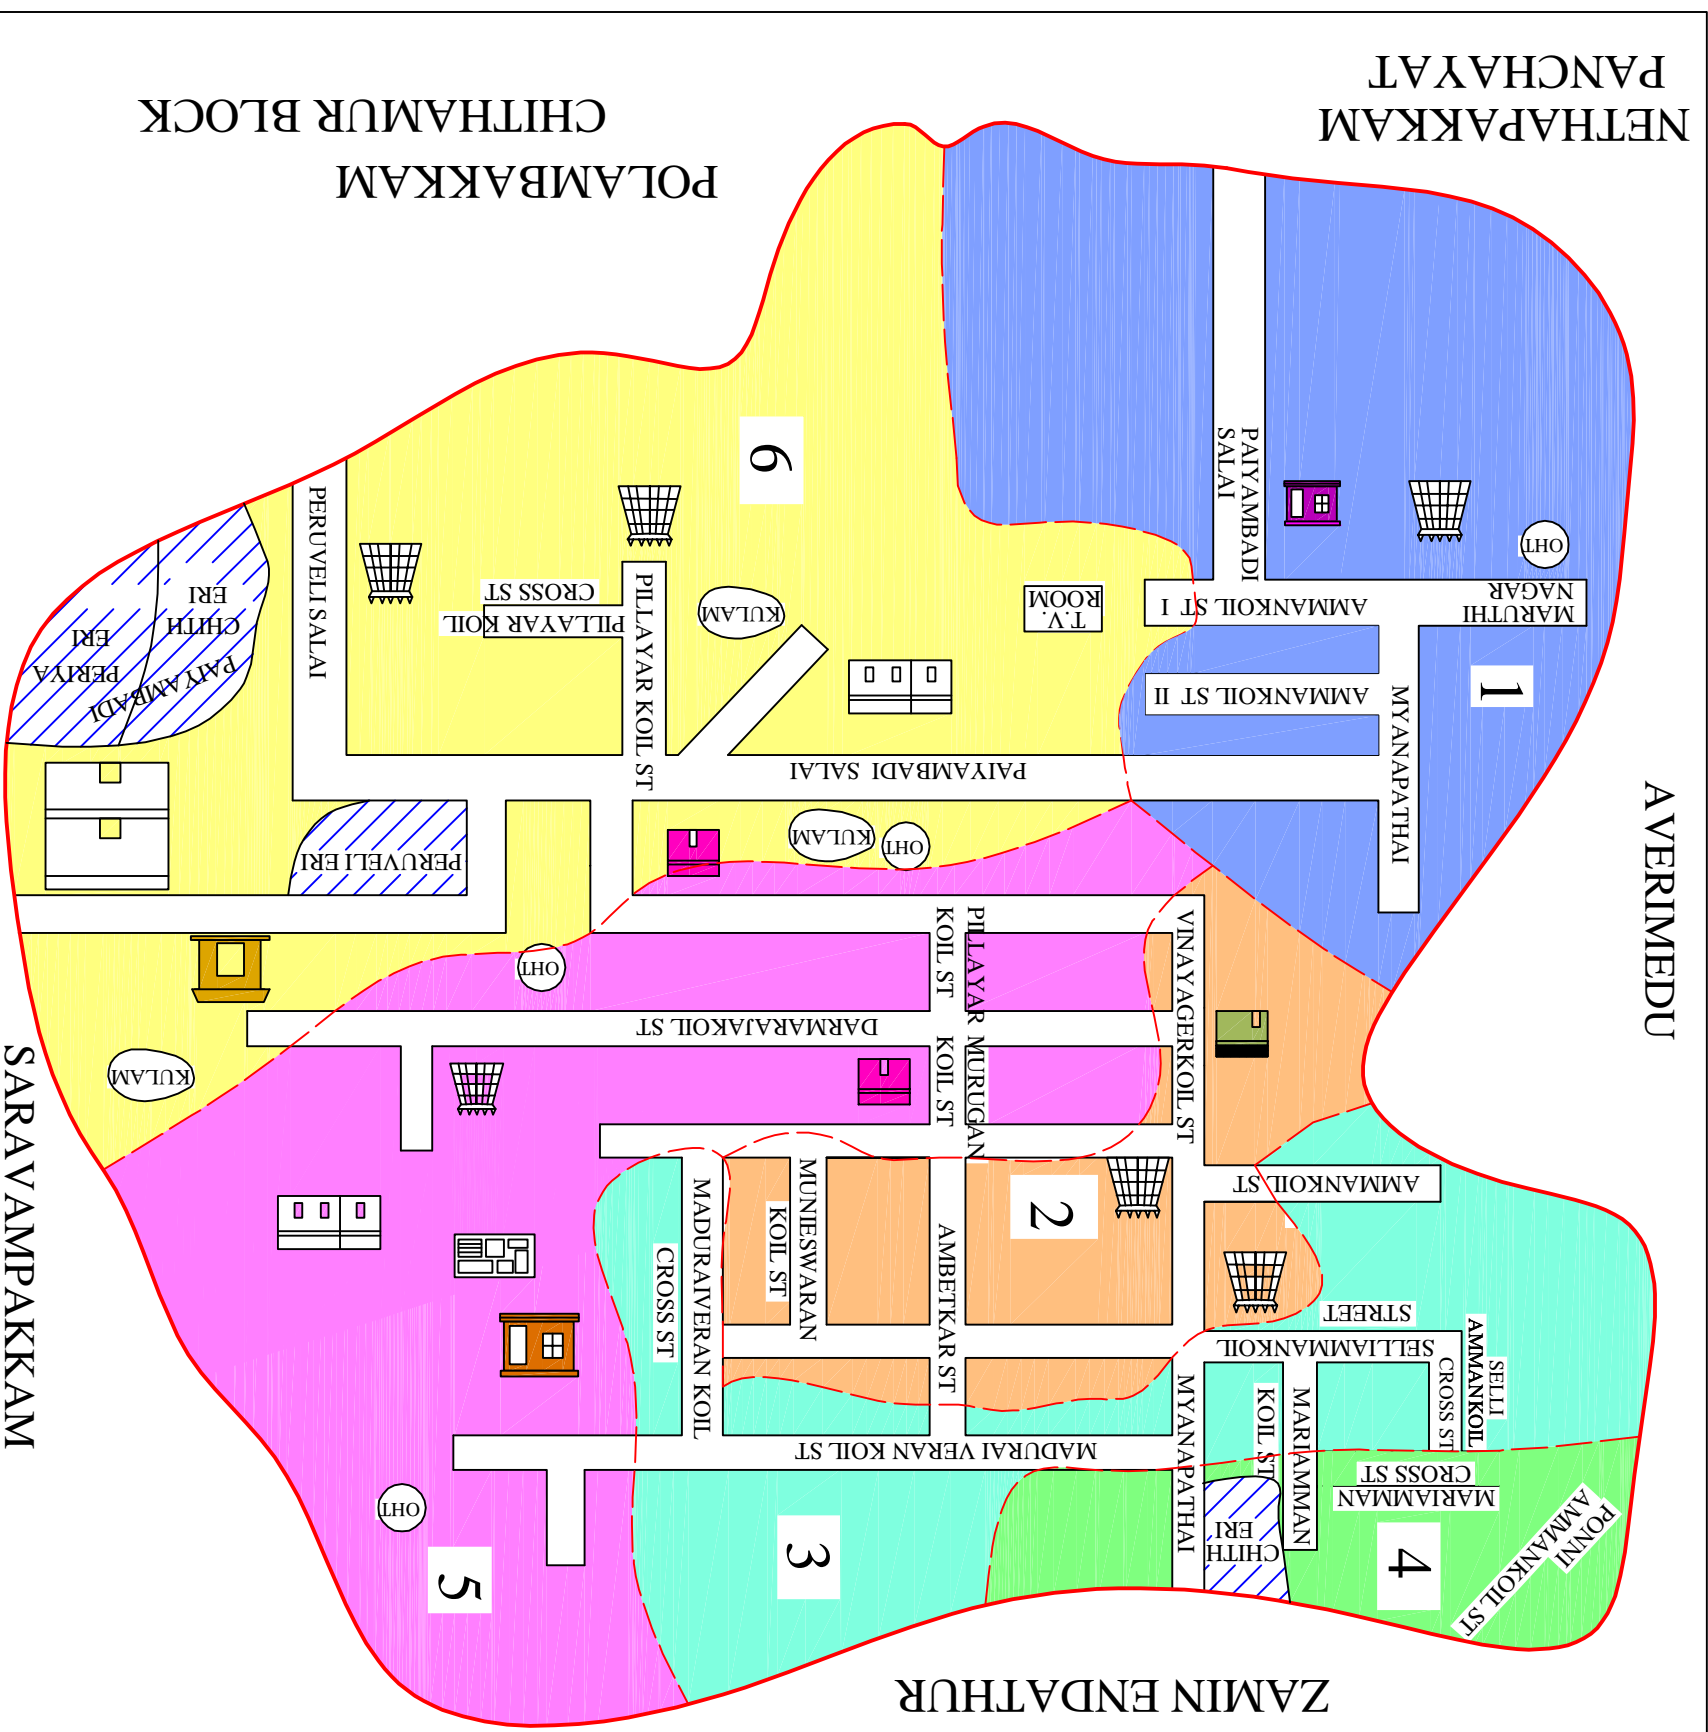 ZAMIN ENDATHUR
SARAVAMPAKKAM
AVERIMEDU
POLAMBAKKAM
CHITHAMUR BLOCK
NETHAPAKKAM
PANCHAYAT
PONNI
AMMANKOIL ST
4
MARIAMMAN
CROSS ST
CHITH
ERI
MARIAMMAN
KOIL ST
SELLI
AMMANKOIL
CROSS ST
SELLIAMMANKOIL
STREET
MYANAPATHAI
3
5
OHT
MADURAI VERAN KOIL ST
MADURAIVERAN KOIL
CROSS ST
MUNIESWARAN
KOIL ST
AMBETKAR ST
2
AMMANKOIL ST
VINAYAGERKOIL ST
MURUGAN
KOIL ST
DARMARAJAKOIL ST
PILLAYAR
KOIL ST
OHT
KULAM
KULAM
OHT
PERUVELI ERI
PAIYAMBADI SALAI
MYANAPATHAI
1
AMMANKOIL ST II
AMMANKOIL ST I
MARUTHI
NAGAR
OHT
PAIYAMBADI
SALAI
T.V.
ROOM
KULAM
PILLAYAR KOIL ST
PILLAYAR KOIL
CROSS ST
6
PERUVELI SALAI
PAIYAMBADI
CHITH
ERI
PERIYA
ERI